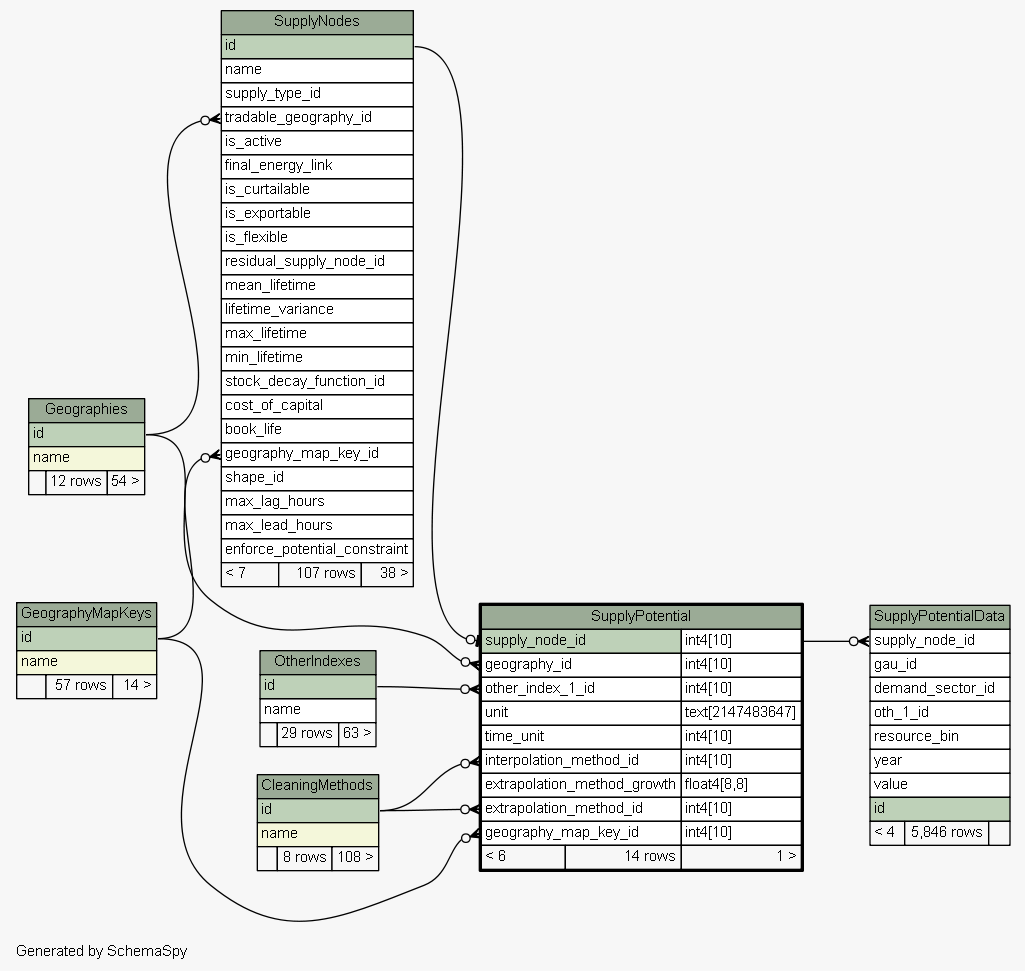 SupplyNodes
id
name
supply_type_id
tradable_geography_id
is_active
final_energy_link
is_curtailable
is_exportable
is_flexible
residual_supply_node_id
mean_lifetime
lifetime_variance
max_lifetime
min_lifetime
stock_decay_function_id
cost_of_capital
book_life
geography_map_key_id
shape_id
max_lag_hours
max_lead_hours
enforce_potential_constraint
< 7 107 rows 38 >
Geographies
id
name
12 rows 54 >
GeographyMapKeys
id
name
57 rows 14 >
OtherIndexes
id
name
29 rows 63 >
CleaningMethods
id
name
8 rows 108 >
SupplyPotential
supply_node_id int4[10]
geography_id int4[10]
other_index_1_id int4[10]
unit text[2147483647]
time_unit int4[10]
interpolation_method_id int4[10]
extrapolation_method_growth float4[8,8]
extrapolation_method_id int4[10]
geography_map_key_id int4[10]
< 6 14 rows 1 >
SupplyPotentialData
supply_node_id
gau_id
demand_sector_id
oth_1_id
resource_bin
year
value
id
< 4 5,846 rows
Generated by SchemaSpy